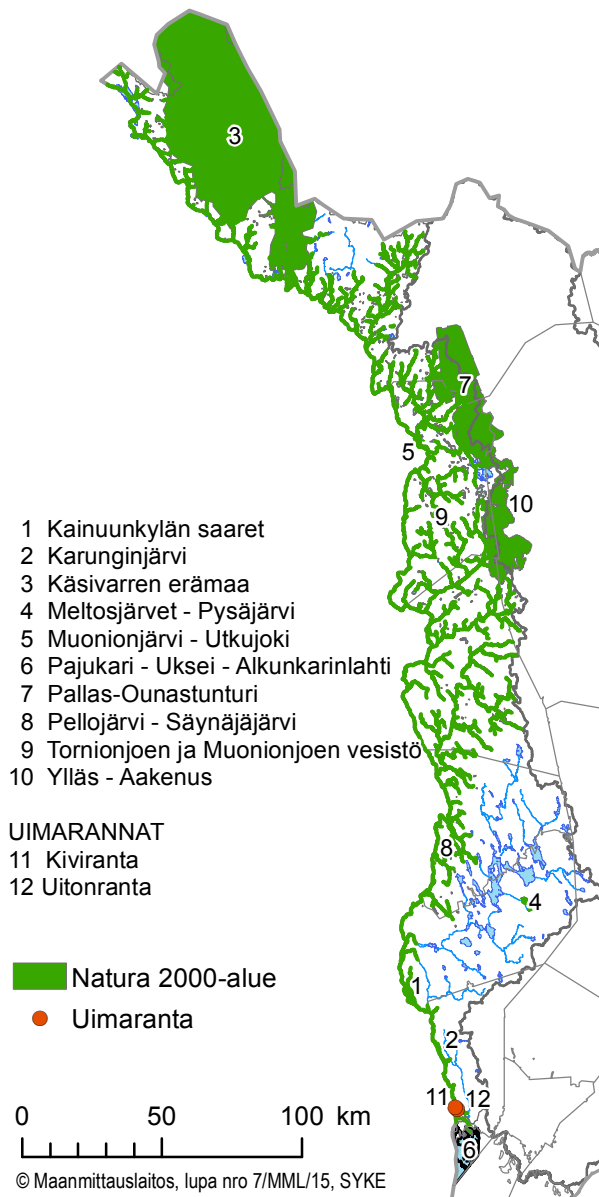 3
7
5
10
9
1 Kainuunkylän saaret
2 Karunginjärvi
3 Käsivarren erämaa
4 Meltosjärvet - Pysäjärvi
5 Muonionjärvi - Utkujoki
6 Pajukari - Uksei - Alkunkarinlahti
7 Pallas-Ounastunturi
8 Pellojärvi - Säynäjäjärvi
9 Tornionjoen ja Muonionjoen vesistö
10 Ylläs - Aakenus
UIMARANNAT
11 Kiviranta
12 Uitonranta
8
4
Natura 2000-alue
1
Uimaranta
2
11 12
6
0 50 100 km
© Maanmittauslaitos, lupa nro 7/MML/15, SYKE